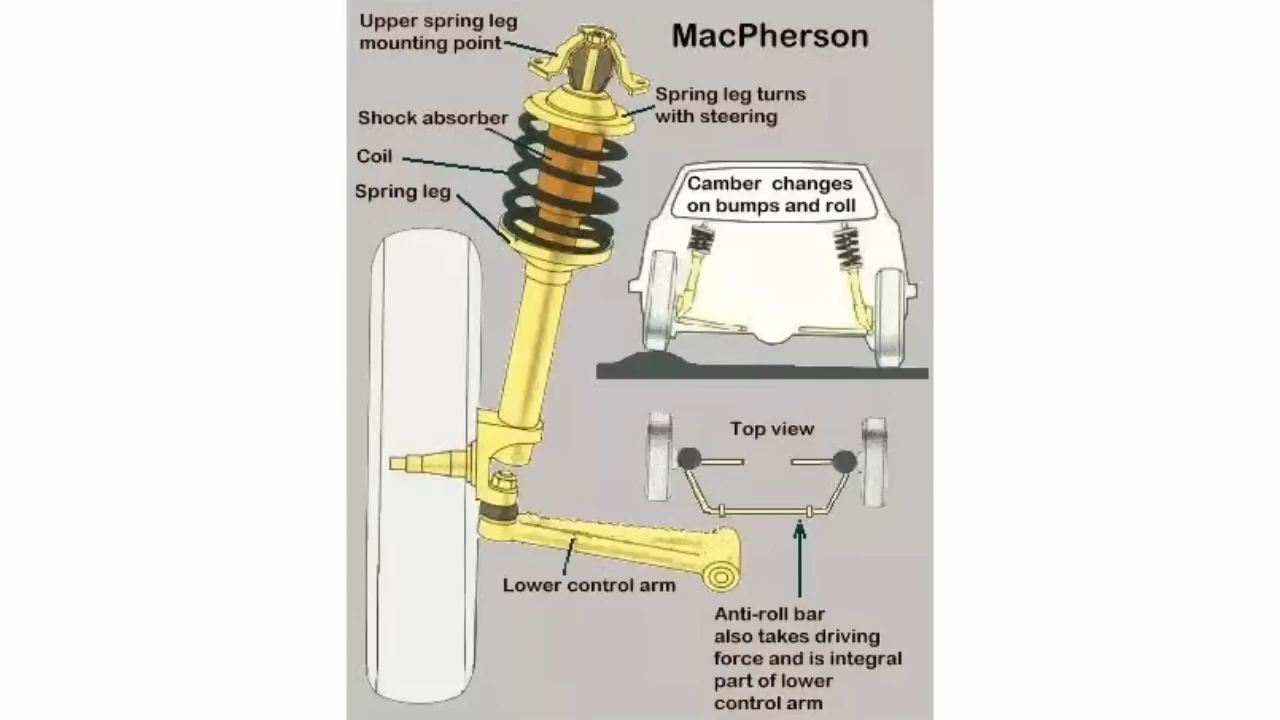 Upper spring leg
mounting point
MacPherson
Spring leg turns
with steering
Shock absorber
Coil
Spring leg
Camber changes
on bumps and roll
Top view
Lower control arm
Anti-roll bar
also takes driving
force and is integral
part of lower
control arm